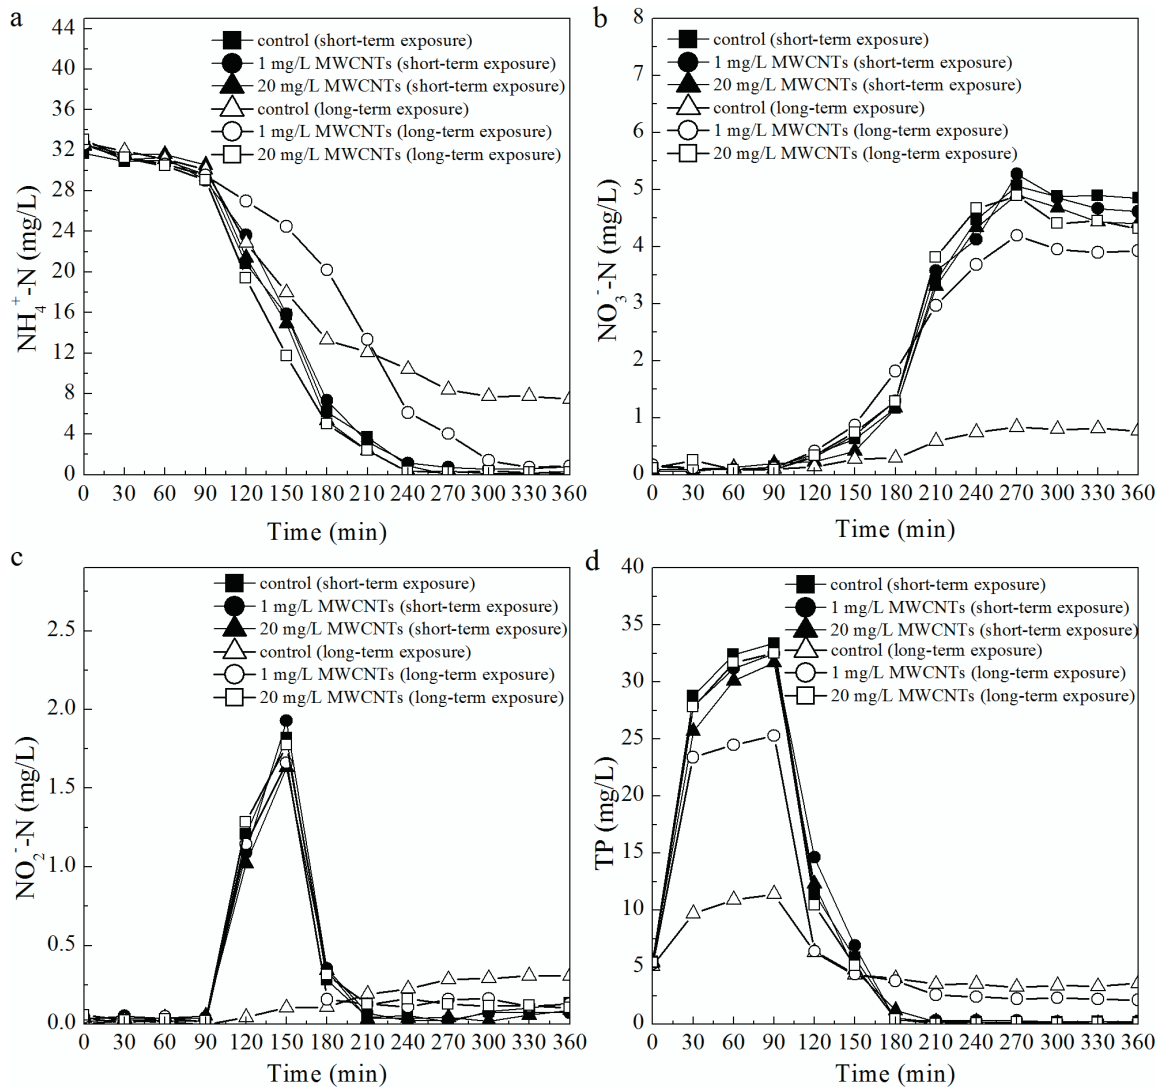 a
44
40
36
32
28
24
20
16
12
8
4
0
NH₄⁺-N (mg/L)
control (short-term exposure)
1 mg/L MWCNTs (short-term exposure)
20 mg/L MWCNTs (short-term exposure)
control (long-term exposure)
1 mg/L MWCNTs (long-term exposure)
20 mg/L MWCNTs (long-term exposure)
0 30 60 90 120 150 180 210 240 270 300 330 360
Time (min)
b
8
7
6
5
4
3
2
1
0
NO₃⁻-N (mg/L)
control (short-term exposure)
1 mg/L MWCNTs (short-term exposure)
20 mg/L MWCNTs (short-term exposure)
control (long-term exposure)
1 mg/L MWCNTs (long-term exposure)
20 mg/L MWCNTs (long-term exposure)
0 30 60 90 120 150 180 210 240 270 300 330 360
Time (min)
c
2.5
2.0
1.5
1.0
0.5
0.0
NO₂⁻-N (mg/L)
control (short-term exposure)
1 mg/L MWCNTs (short-term exposure)
20 mg/L MWCNTs (short-term exposure)
control (long-term exposure)
1 mg/L MWCNTs (long-term exposure)
20 mg/L MWCNTs (long-term exposure)
0 30 60 90 120 150 180 210 240 270 300 330 360
Time (min)
d
40
35
30
25
20
15
10
5
0
TP (mg/L)
control (short-term exposure)
1 mg/L MWCNTs (short-term exposure)
20 mg/L MWCNTs (short-term exposure)
control (long-term exposure)
1 mg/L MWCNTs (long-term exposure)
20 mg/L MWCNTs (long-term exposure)
0 30 60 90 120 150 180 210 240 270 300 330 360
Time (min)